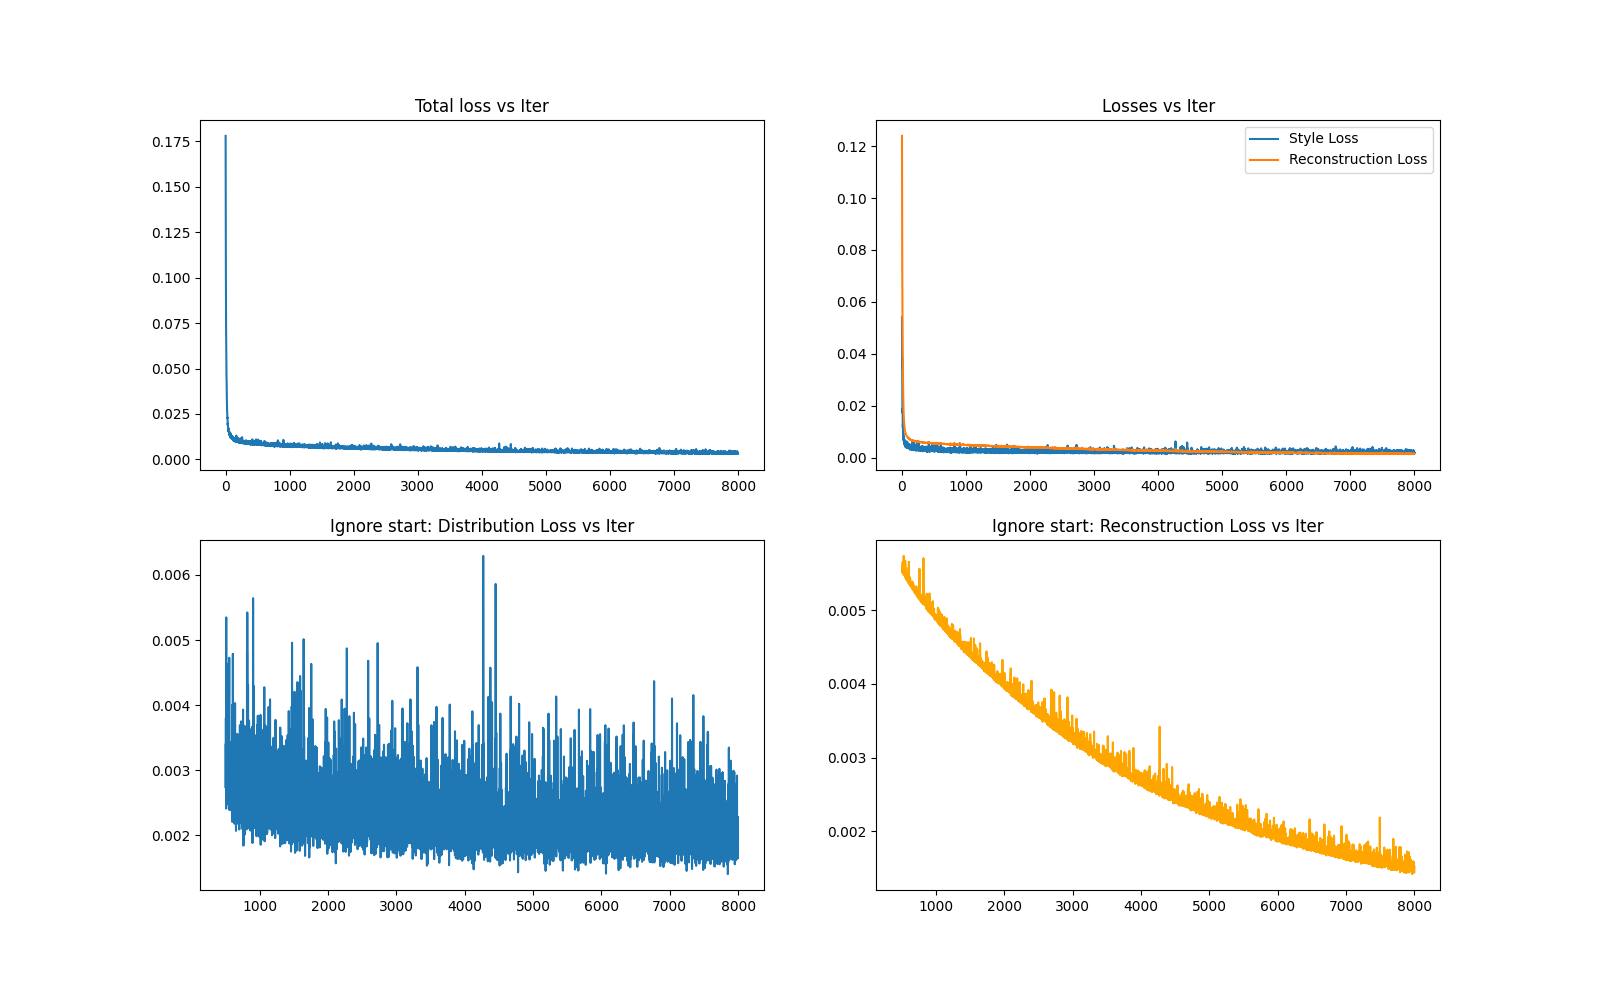 Total loss vs Iter
0.175
0.150
0.125
0.100
0.075
0.050
0.025
0.000
0 1000 2000 3000 4000 5000 6000 7000 8000
Losses vs Iter
Style Loss
Reconstruction Loss
0.12
0.10
0.08
0.06
0.04
0.02
0.00
0 1000 2000 3000 4000 5000 6000 7000 8000
Ignore start: Distribution Loss vs Iter
0.006
0.005
0.004
0.003
0.002
1000 2000 3000 4000 5000 6000 7000 8000
Ignore start: Reconstruction Loss vs Iter
0.005
0.004
0.003
0.002
1000 2000 3000 4000 5000 6000 7000 8000